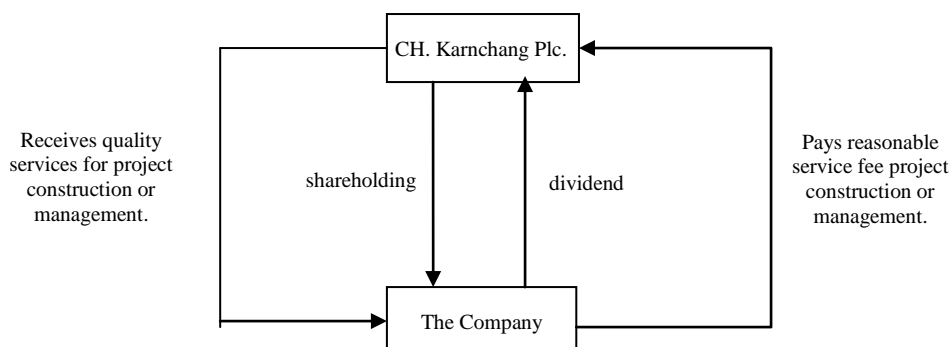 CH. Karnchang Plc.
Receives quality
services for project
construction or
management.
shareholding
dividend
Pays reasonable
service fee project
construction or
management.
The Company